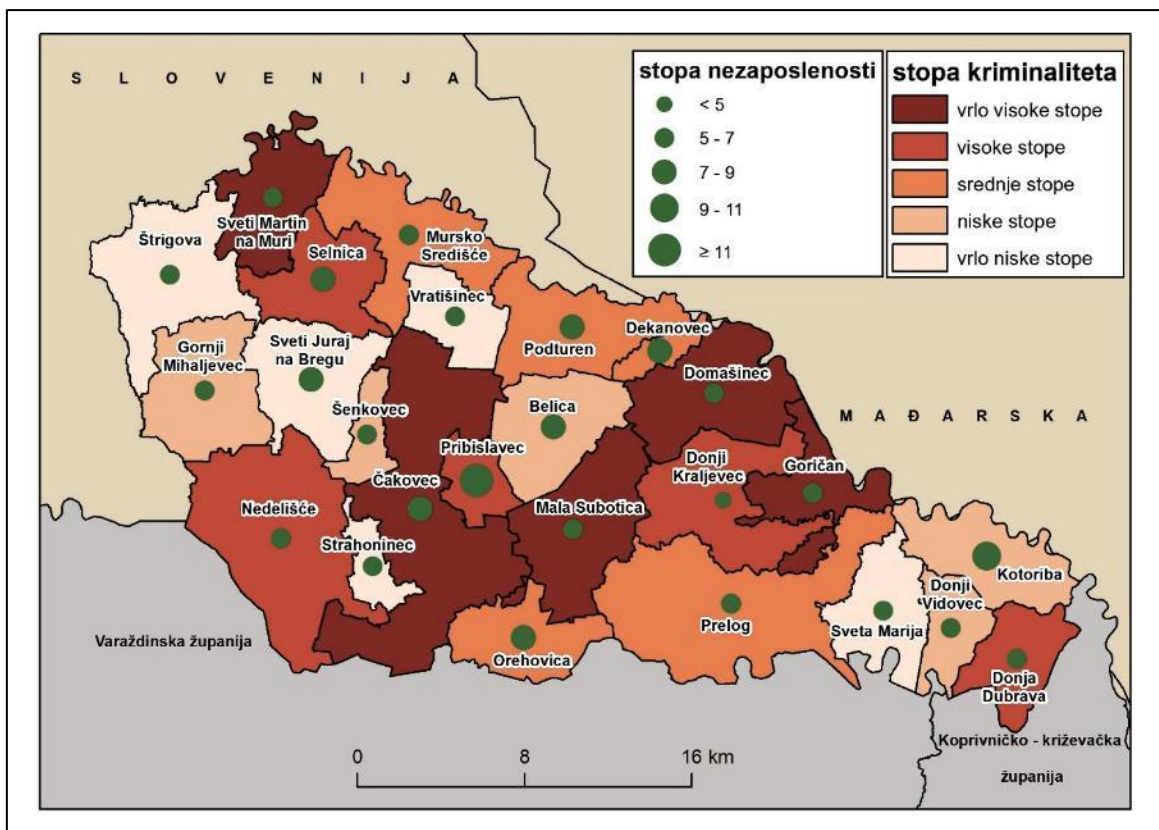 S L O V E N I J A
stopa nezaposlenosti
< 5
5 - 7
7 - 9
9 - 11
≥ 11
stopa kriminaliteta
vrlo visoke stope
visoke stope
srednje stope
niske stope
vrlo niske stope
Sveti Martin
na Muri
Štrigova
Selnica
Mursko
Središće
Vratišinec
Gornji
Mihaljevec
Sveti Juraj
na Bregu
Podturen
Dekanovec
Domašinec
Šenkovec
Belica
M A Đ A R S K A
Pribislavec
Donji
Kraljevec
Goričan
Čakovec
Nedelišće
Mala Subotica
Strahoninec
Kotoriba
Donji
Vidovec
Prelog
Sveta Marija
Varaždinska županija
Orehovica
Donja
Dubrava
Koprivničko - križevačka
županija
0 8 16 km